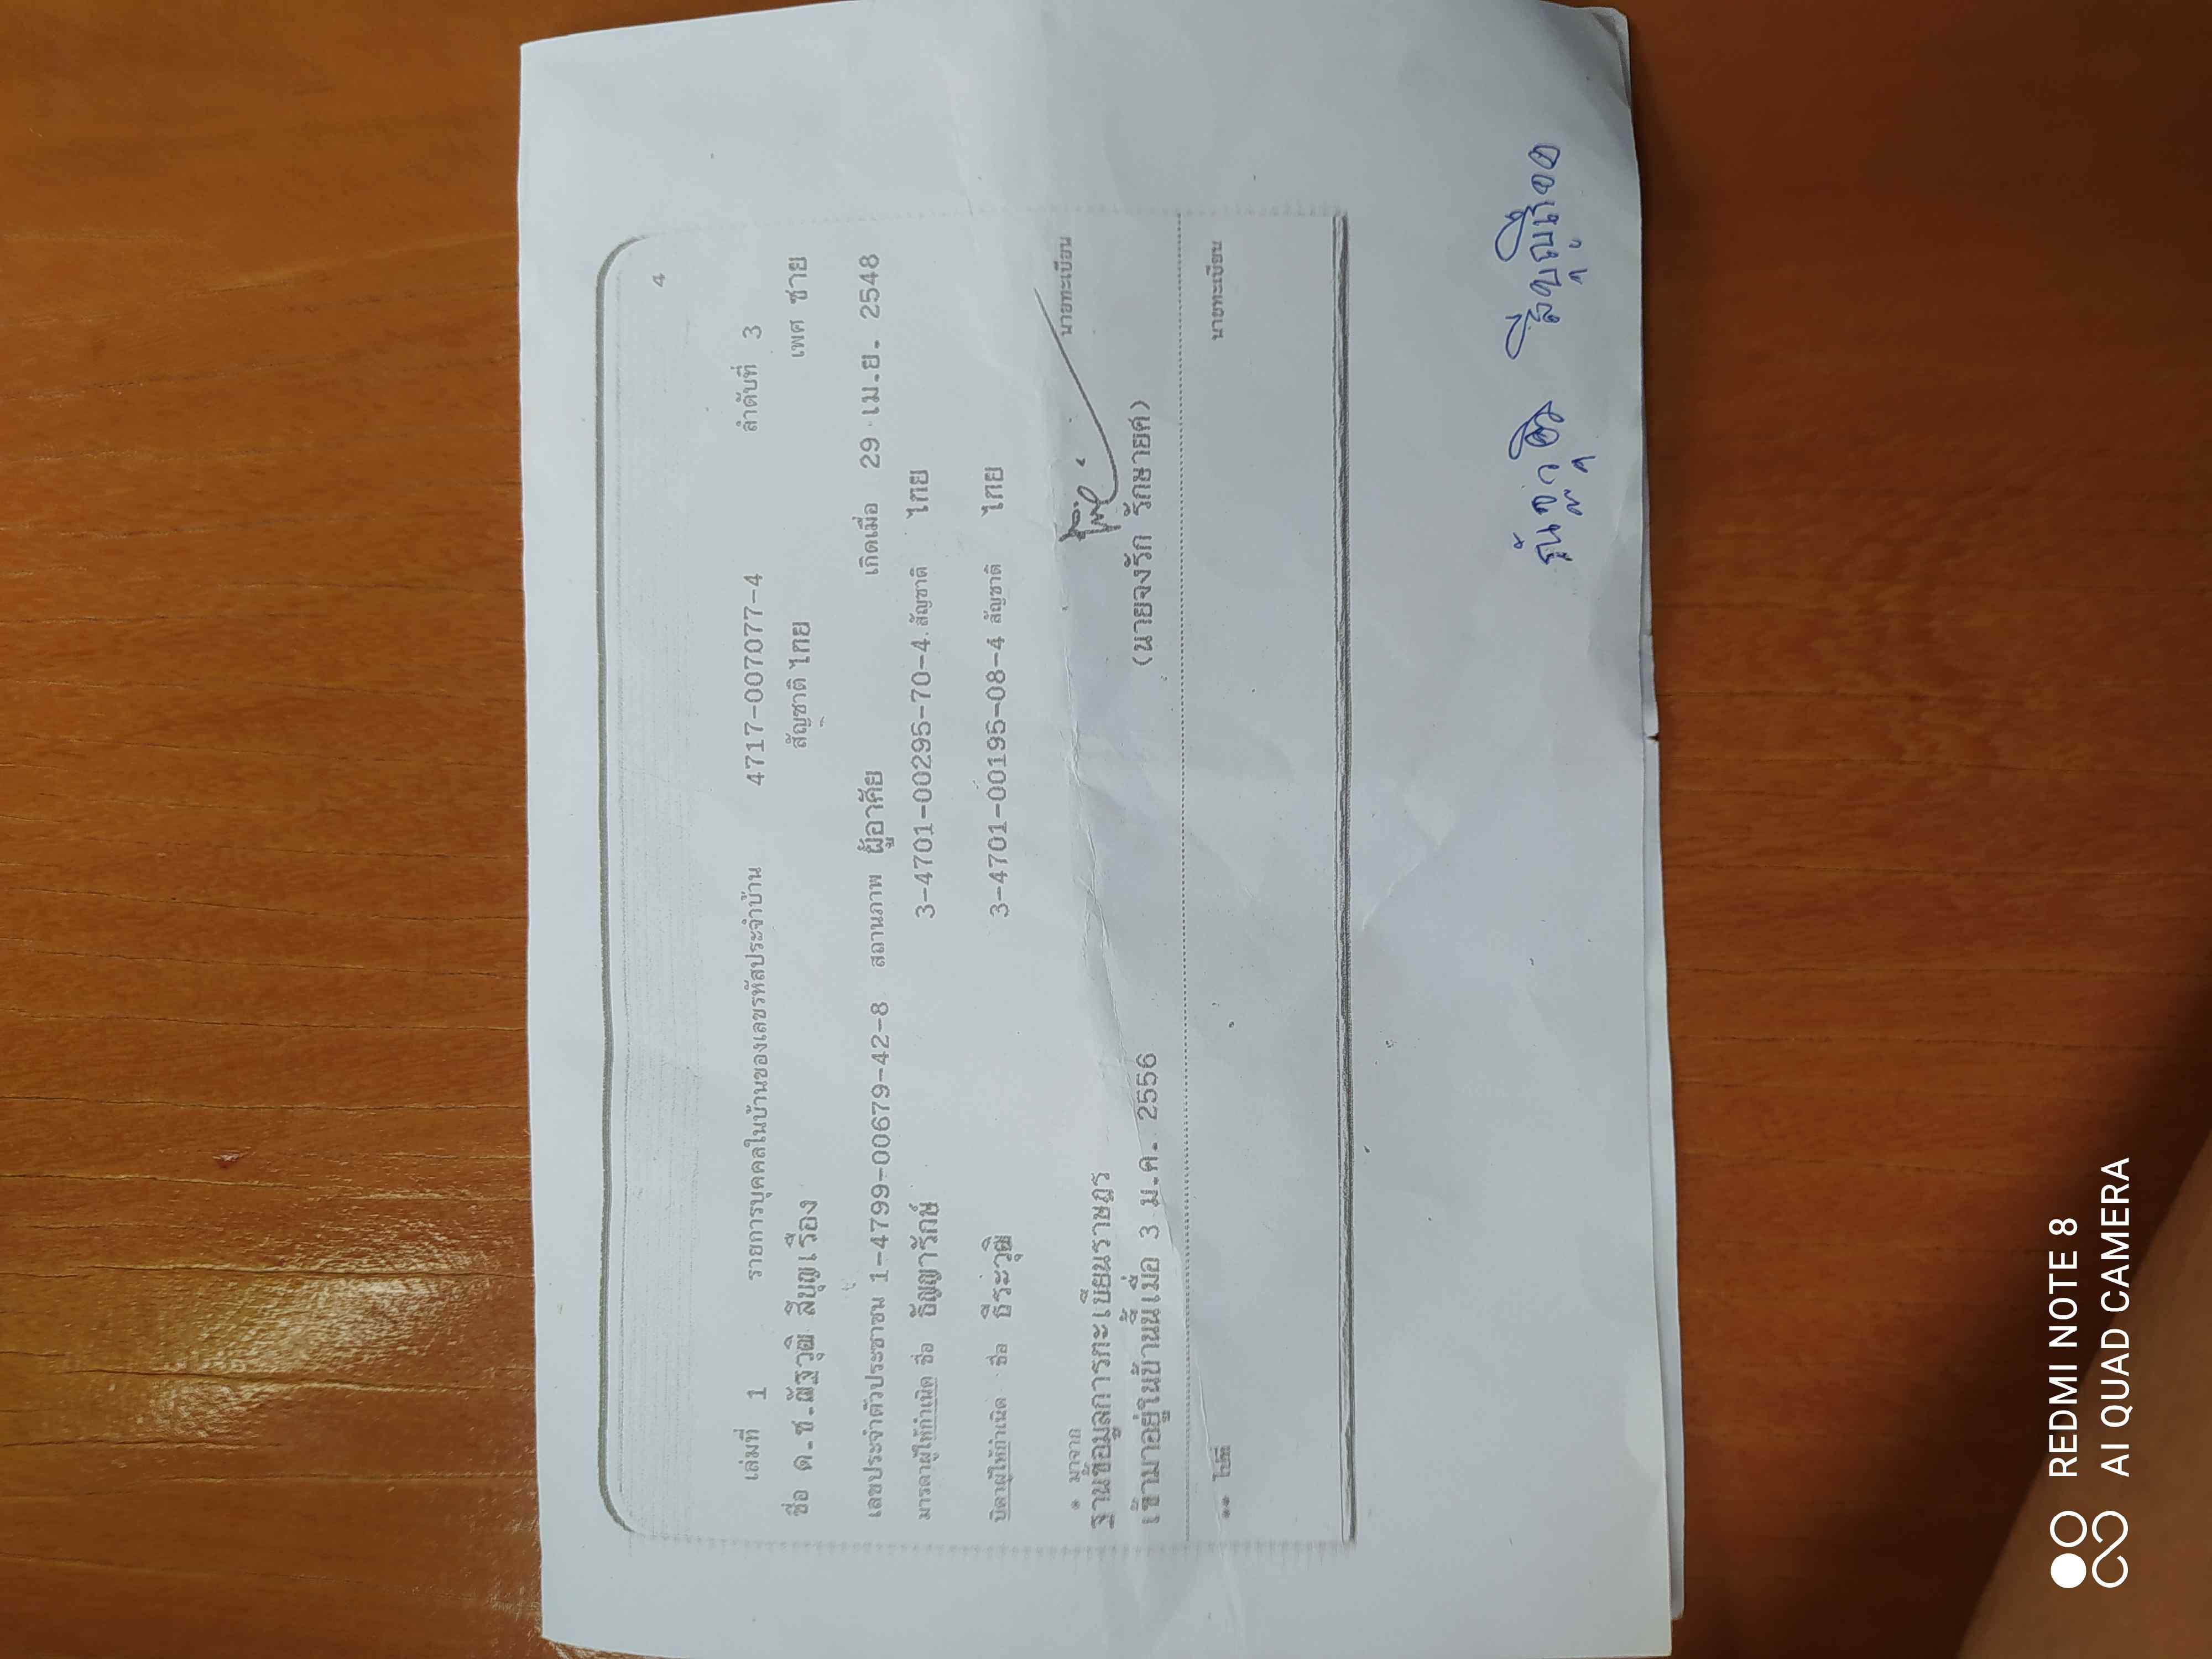 4
เล่มที่ 1 รายการบุคคลในบ้านของเลขรหัสประจำบ้าน 4717-007077-4 ลำดับที่ 3
ชื่อ ด.ช.ณัฐวุฒิ สีบุญเรือง สัญชาติ ไทย เพศ ชาย
เลขประจำตัวประชาชน 1-4799-00679-42-8 สถานภาพ ผู้อาศัย เกิดเมื่อ 29 เม.ย. 2548
มารดาผู้ให้กำเนิด ชื่อ ธัญญารักษ์ 3-4701-00295-70-4 สัญชาติ ไทย
บิดาผู้ให้กำเนิด ชื่อ ธีระวุฒิ 3-4701-00195-08-4 สัญชาติ ไทย
* มาจาก
ฐานข้อมูลการทะเบียนราษฎร
เข้ามาอยู่ในบ้านนี้เมื่อ 3 ม.ค. 2556
นายทะเบียน
(นายจงรัก รักษายศ)
** ไปที่
นายทะเบียน
สีบุญเรือง
REDMI NOTE 8
AI QUAD CAMERA